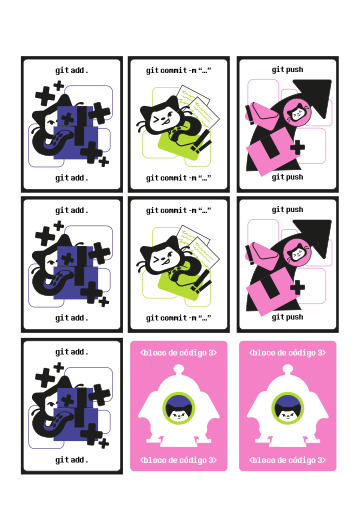 git add .
git commit -m "..."
git push
git add .
git commit -m "..."
git push
git add .
git commit -m "..."
git push
git add .
git commit -m "..."
git push
git add .
<bloco de código 3>
<bloco de código 3>
git add .
<bloco de código 3>
<bloco de código 3>